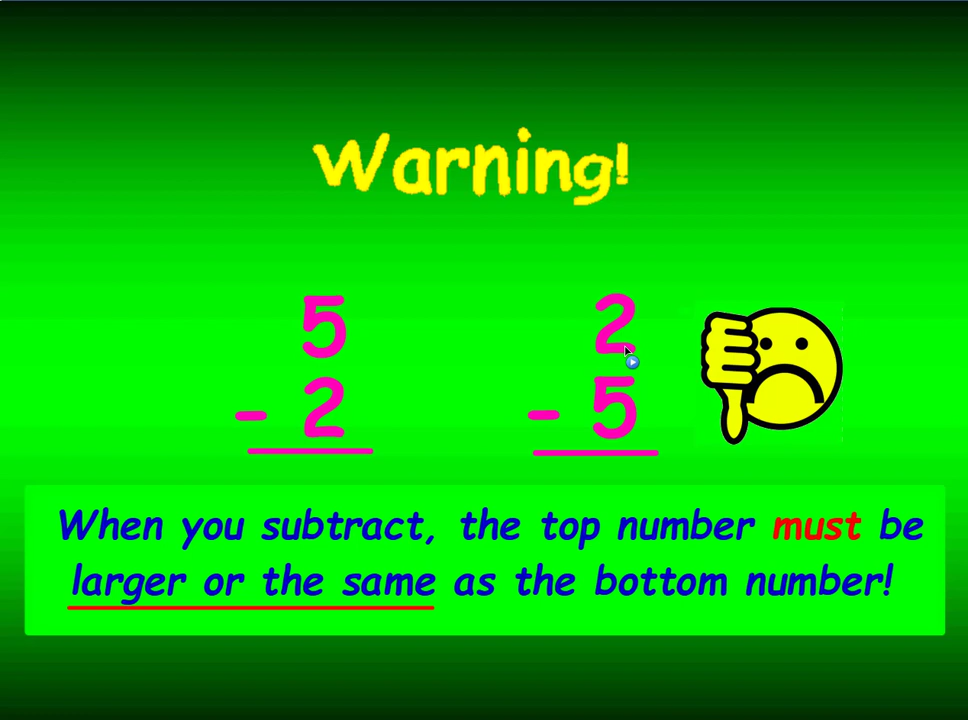 Warning!
5
- 2
2
- 5
When you subtract, the top number must be
larger or the same as the bottom number!